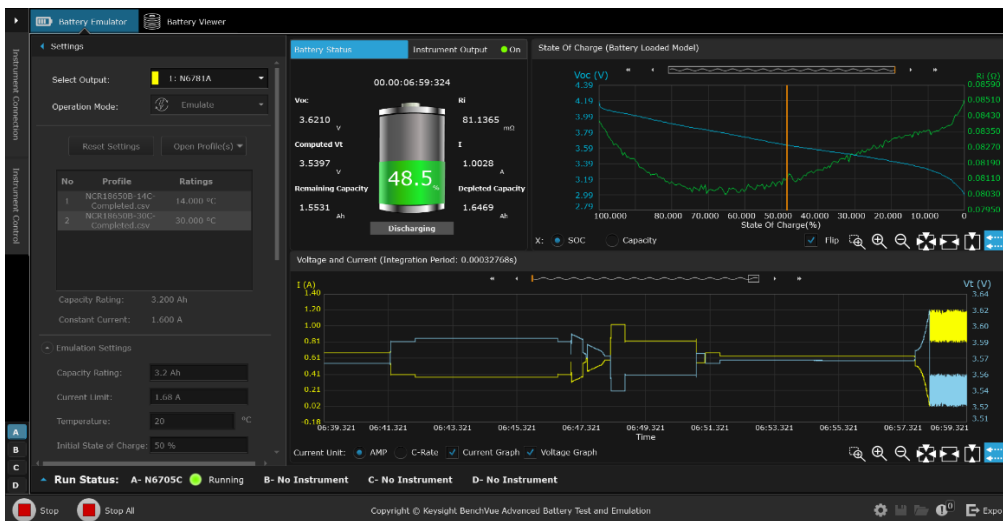 Battery Emulator
Battery Viewer
Instrument Connection
Instrument Control
Settings
Select Output:
1: N6781A
Operation Mode:
Emulate
Reset Settings
Open Profile(s)
No Profile Ratings
1 NCR18650B-14C-Completed.csv 14.000 ºC
2 NCR18650B-30C-Completed.csv 30.000 ºC
Capacity Rating: 3.200 Ah
Constant Current: 1.600 A
Emulation Settings
Capacity Rating: 3.2 Ah
Current Limit: 1.68 A
Temperature: 20 ºC
Initial State of Charge: 50 %
Battery Status
Instrument Output
On
00.00:06:59:324
Voc
3.6210 V
Ri
81.1365 mΩ
Computed Vt
3.5397 V
I
1.0028 A
48.5%
Remaining Capacity
1.5531 Ah
Depleted Capacity
1.6469 Ah
Discharging
State Of Charge (Battery Loaded Model)
Voc (V)
4.39
4.19
3.99
3.79
3.59
3.39
3.19
2.99
2.79
Ri (Ω)
0.08590
0.08510
0.08430
0.08350
0.08270
0.08190
0.08110
0.08030
0.07950
100.000 80.000 70.000 60.000 50.000 40.000 30.000 20.000 10.000 0
State Of Charge(%)
X: SOC Capacity
Flip
Voltage and Current (Integration Period: 0.00032768s)
I (A)
1.40
1.20
1.00
0.81
0.61
0.41
0.21
0.02
-0.18
Vt (V)
3.64
3.62
3.60
3.59
3.57
3.56
3.54
3.52
3.51
06:39.321 06:41.321 06:43.321 06:45.321 06:47.321 06:49.321 06:51.321 06:53.321 06:55.321 06:57.321 06:59.321
Time
Current Unit: AMP C-Rate Current Graph Voltage Graph
A
B
C
D
Run Status: A- N6705C Running B- No Instrument C- No Instrument D- No Instrument
Stop
Stop All
Copyright © Keysight BenchVue Advanced Battery Test and Emulation
0
Expo